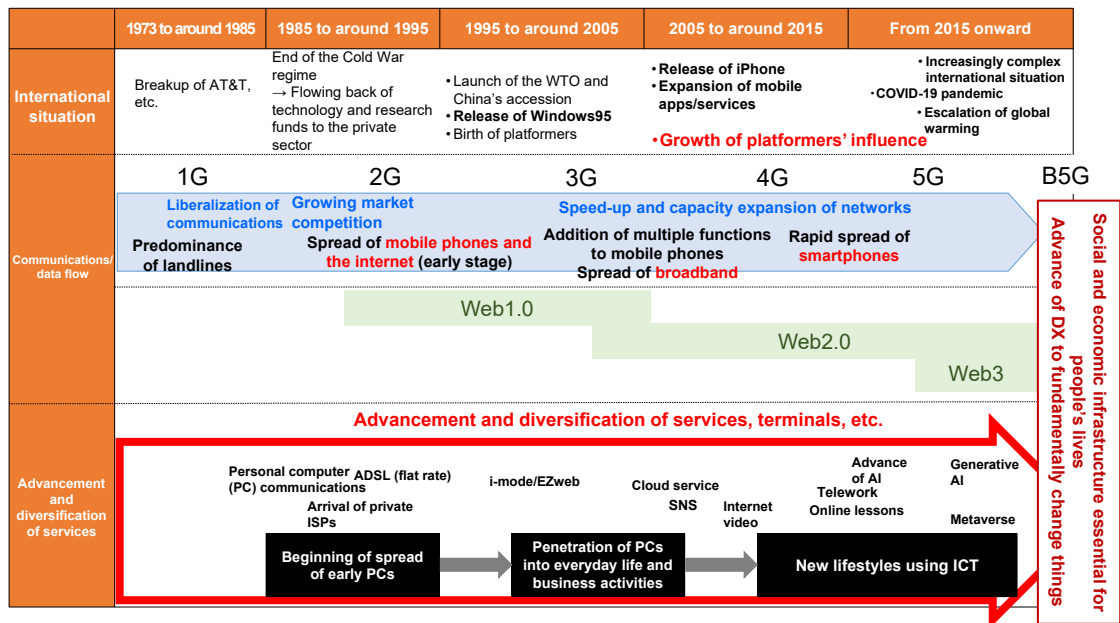 1973 to around 1985
1985 to around 1995
1995 to around 2005
2005 to around 2015
From 2015 onward
International
situation
Breakup of AT&T,
etc.
End of the Cold War
regime
→ Flowing back of
technology and research
funds to the private
sector
・Launch of the WTO and
China's accession
・Release of Windows95
・Birth of platformers
・Release of iPhone
・Expansion of mobile
apps/services
・Growth of platformers' influence
・Increasingly complex
international situation
・COVID-19 pandemic
・Escalation of global
warming
Communications/
data flow
1G
2G
3G
4G
5G
B5G
Liberalization of
communications
Growing market
competition
Speed-up and capacity expansion of networks
Predominance
of landlines
Spread of mobile phones and
the internet (early stage)
Addition of multiple functions
to mobile phones
Spread of broadband
Rapid spread of
smartphones
Web1.0
Web2.0
Web3
Advancement
and
diversification
of services
Advancement and diversification of services, terminals, etc.
Personal computer
(PC) communications
ADSL (flat rate)
Arrival of private
ISPs
i-mode/EZweb
Cloud service
SNS
Internet
video
Advance
of AI
Telework
Online lessons
Generative
AI
Metaverse
Beginning of spread
of early PCs
Penetration of PCs
into everyday life and
business activities
New lifestyles using ICT
Social and economic infrastructure essential for
people's lives
Advance of DX to fundamentally change things